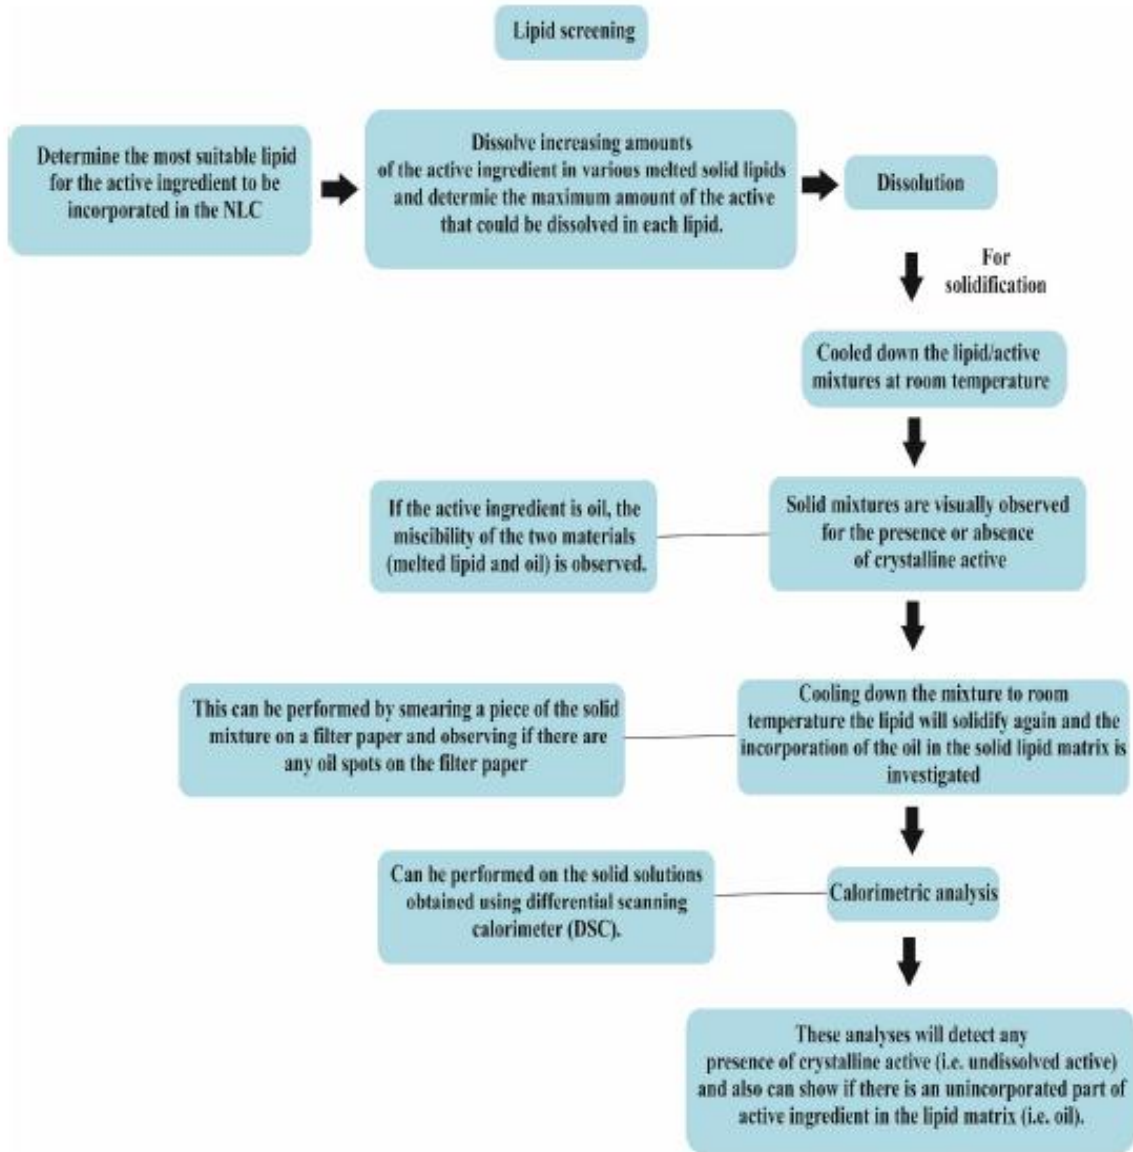 Lipid screening
Determine the most suitable lipid
for the active ingredient to be
incorporated in the NLC
Dissolve increasing amounts
of the active ingredient in various melted solid lipids
and determie the maximum amount of the active
that could be dissolved in each lipid.
Dissolution
For
solidification
Cooled down the lipid/active
mixtures at room temperature
If the active ingredient is oil, the
miscibility of the two materials
(melted lipid and oil) is observed.
Solid mixtures are visually observed
for the presence or absence
of crystalline active
This can be performed by smearing a piece of the solid
mixture on a filter paper and observing if there are
any oil spots on the filter paper
Cooling down the mixture to room
temperature the lipid will solidify again and the
incorporation of the oil in the solid lipid matrix is
investigated
Can be performed on the solid solutions
obtained using differential scanning
calorimeter (DSC).
Calorimetric analysis
These analyses will detect any
presence of crystalline active (i.e. undissolved active)
and also can show if there is an unincorporated part of
active ingredient in the lipid matrix (i.e. oil).